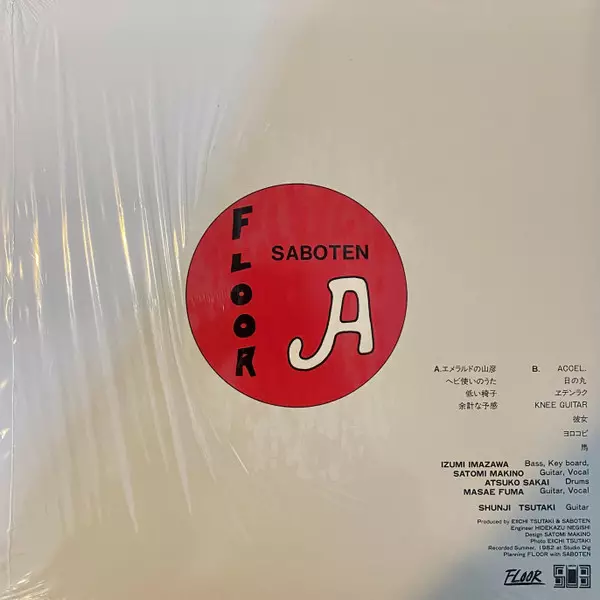 FLOOR
SABOTEN
A
A.エメラルドの山彦
ヘビ使いのうた
低い椅子
余計な予感
B. ACCEL.
日の丸
ヱテンラク
KNEE GUITAR
彼女
ヨロコビ
馬
IZUMI IMAZAWA Bass, Key board,
SATOMI MAKINO Guitar, Vocal
ATSUKO SAKAI Drums
MASAE FUMA Guitar, Vocal
SHUNJI TSUTAKI Guitar
Produced by EIICHI TSUTAKI & SABOTEN
Engineer HIDEKAZU NEGISHI
Design SATOMI MAKINO
Photo EIICHI TSUTAKI
Recorded Summer, 1982 at Studio Dig
Planning FLOOR with SABOTEN
FLOOR